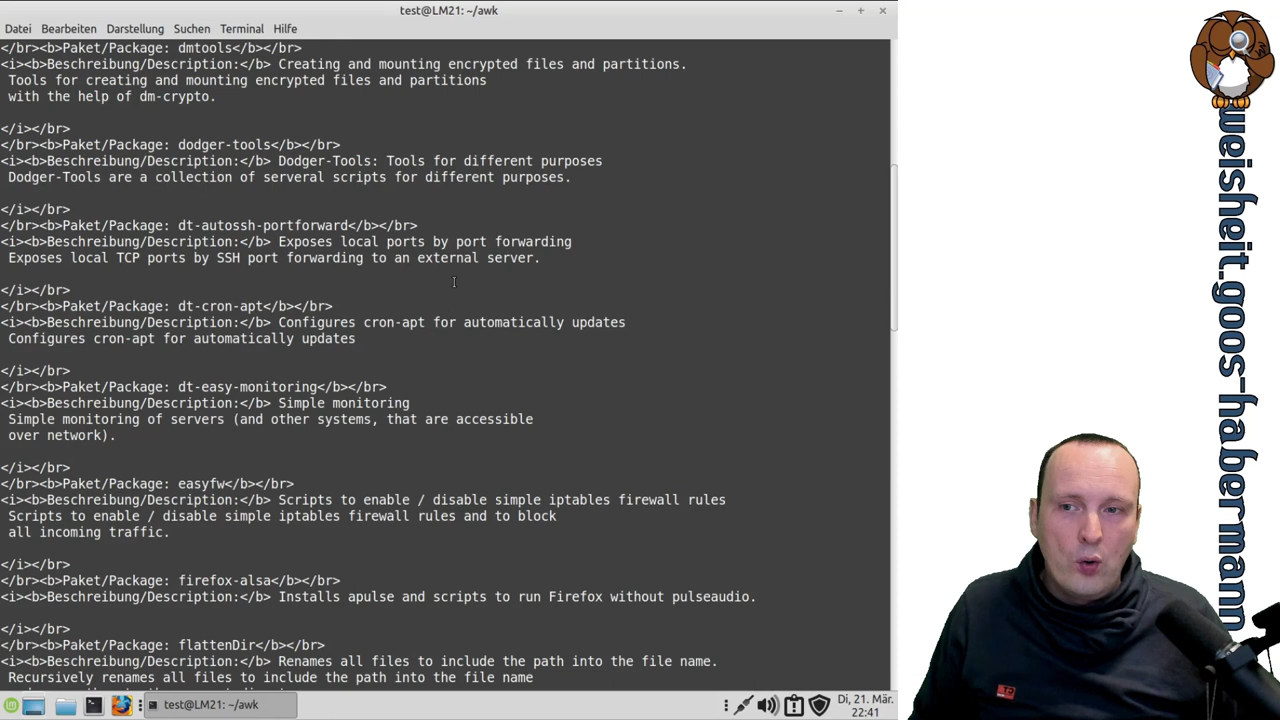 test@LM21: ~/awk
Datei Bearbeiten Darstellung Suchen Terminal Hilfe
</br><b>Paket/Package: dmtools</b></br>
<i><b>Beschreibung/Description:</b> Creating and mounting encrypted files and partitions.
Tools for creating and mounting encrypted files and partitions
with the help of dm-crypto.
</i></br>
</br><b>Paket/Package: dodger-tools</b></br>
<i><b>Beschreibung/Description:</b> Dodger-Tools: Tools for different purposes
Dodger-Tools are a collection of serveral scripts for different purposes.
</i></br>
</br><b>Paket/Package: dt-autossh-portforward</b></br>
<i><b>Beschreibung/Description:</b> Exposes local ports by port forwarding
Exposes local TCP ports by SSH port forwarding to an external server.
</i></br>
</br><b>Paket/Package: dt-cron-apt</b></br>
<i><b>Beschreibung/Description:</b> Configures cron-apt for automatically updates
Configures cron-apt for automatically updates
</i></br>
</br><b>Paket/Package: dt-easy-monitoring</b></br>
<i><b>Beschreibung/Description:</b> Simple monitoring
Simple monitoring of servers (and other systems, that are accessible
over network).
</i></br>
</br><b>Paket/Package: easyfw</b></br>
<i><b>Beschreibung/Description:</b> Scripts to enable / disable simple iptables firewall rules
Scripts to enable / disable simple iptables firewall rules and to block
all incoming traffic.
</i></br>
</br><b>Paket/Package: firefox-alsa</b></br>
<i><b>Beschreibung/Description:</b> Installs apulse and scripts to run Firefox without pulseaudio.
</i></br>
</br><b>Paket/Package: flattenDir</b></br>
<i><b>Beschreibung/Description:</b> Renames all files to include the path into the file name.
Recursively renames all files to include the path into the file name
test@LM21: ~/awk
Di, 21. Mär.
22:41
weisheit.goos-habermann